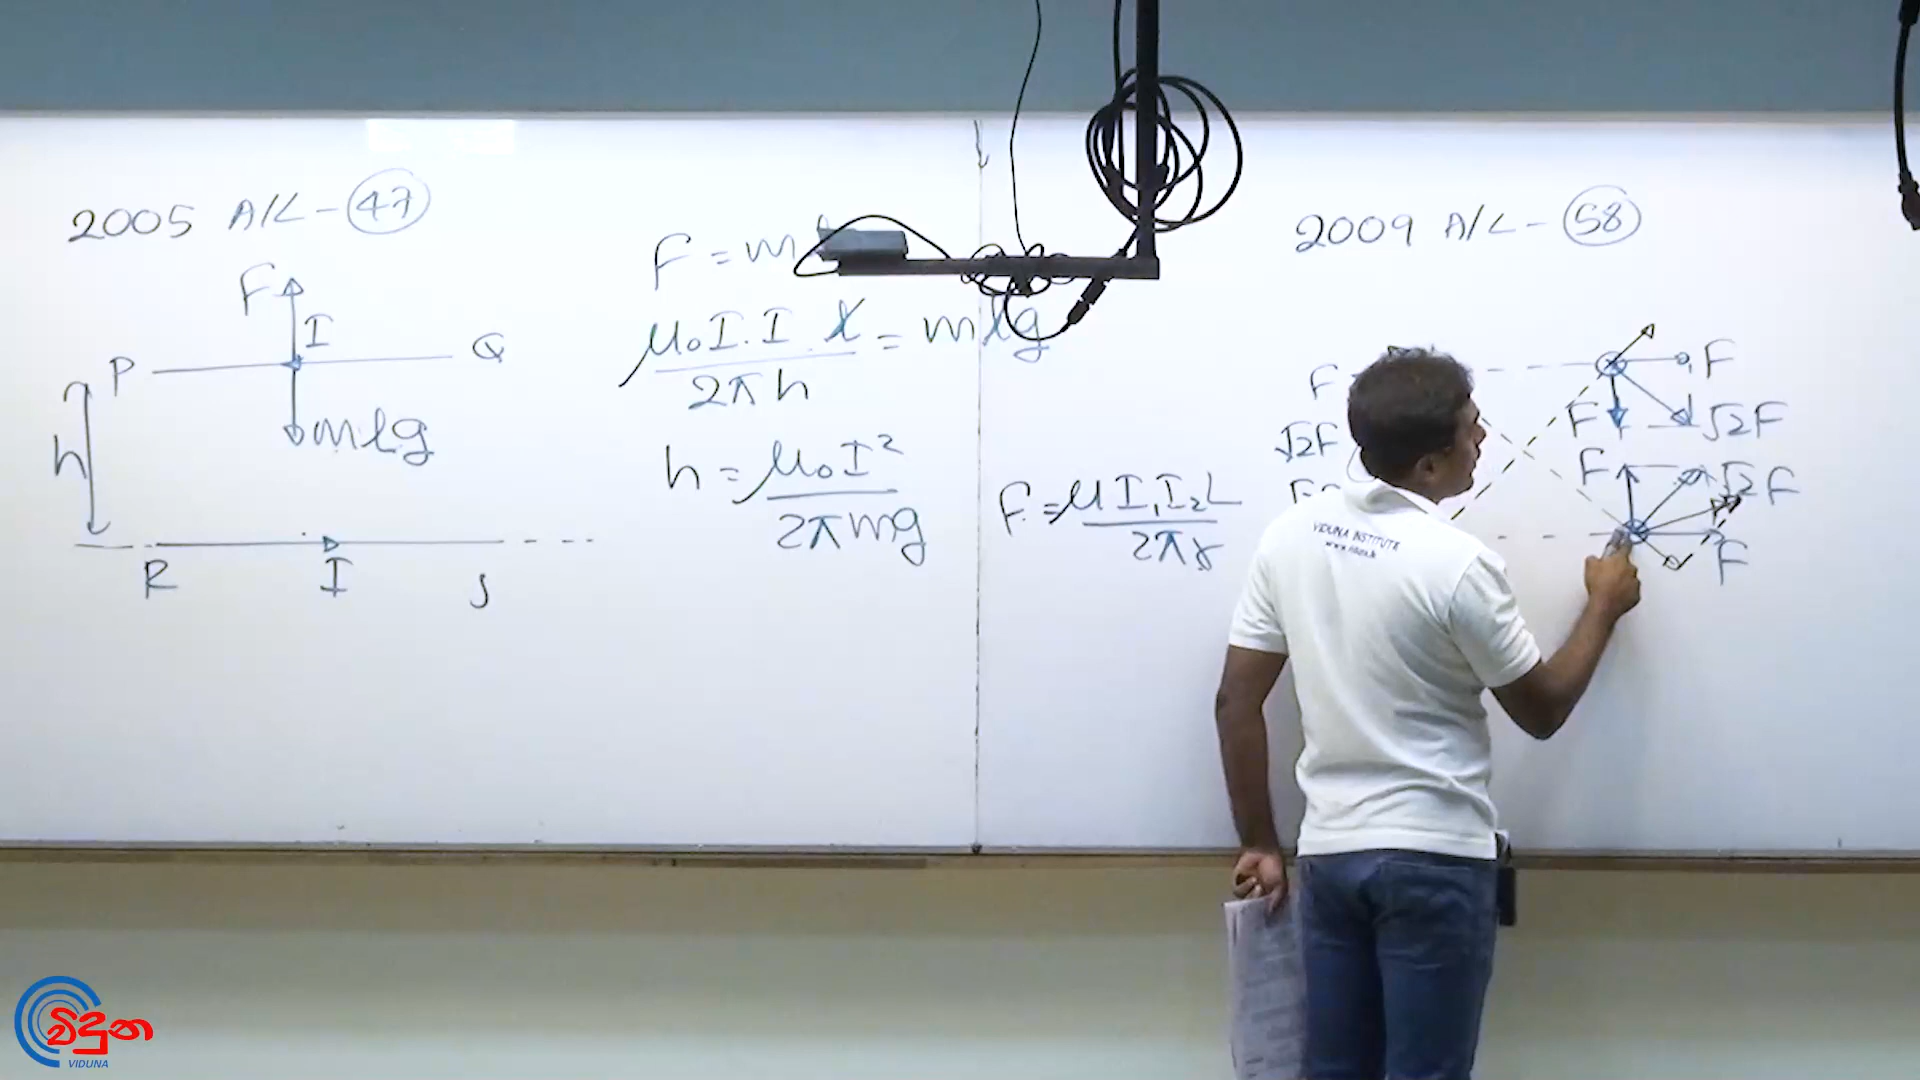 2005 A/L - 47
F
I
P
Q
h
mlg
R
I
S
F = m
μ₀I.I.l = mlg
2πh
h = μ₀I²
2πmg
2009 A/L - 58
F = μI₁I₂L
2πr
F
√2F
F
F
√2F
F
√2F
F
VIDUNA INSTITUTE
විදුන
VIDUNA